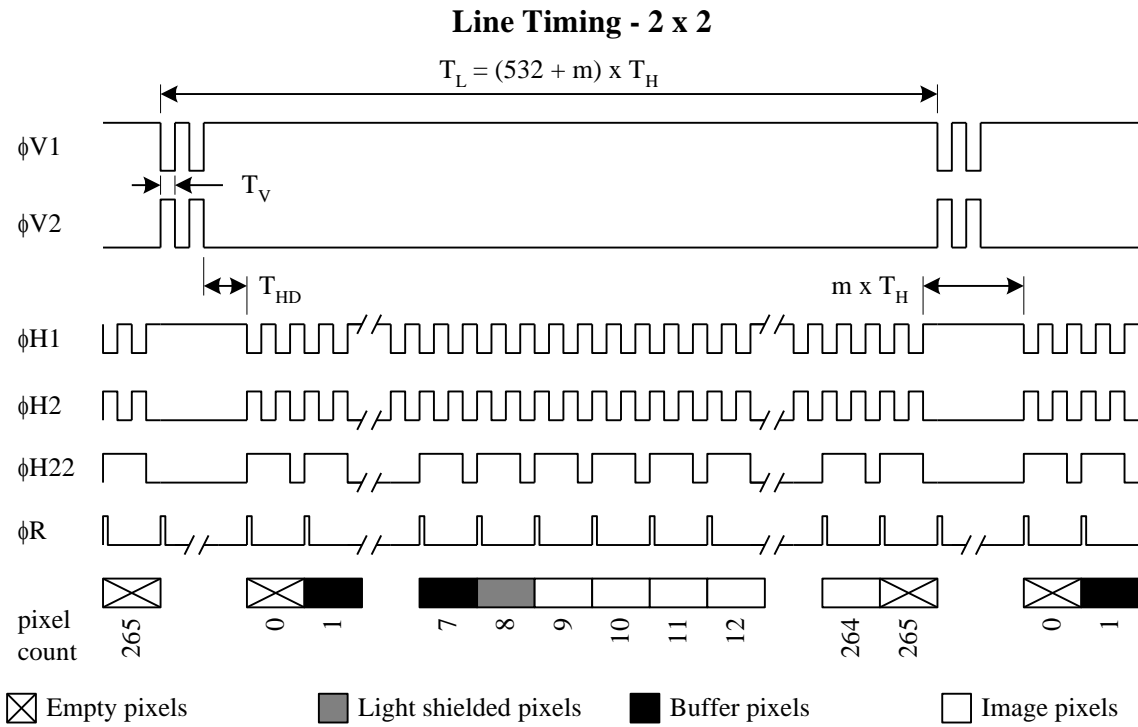 Line Timing - 2 x 2
T_L = (532 + m) x T_H
ϕV1
T_V
ϕV2
T_HD
m x T_H
ϕH1
ϕH2
ϕH22
ϕR
pixel count
265 0 1 7 8 9 10 11 12 264 265 0 1
Empty pixels Light shielded pixels Buffer pixels Image pixels